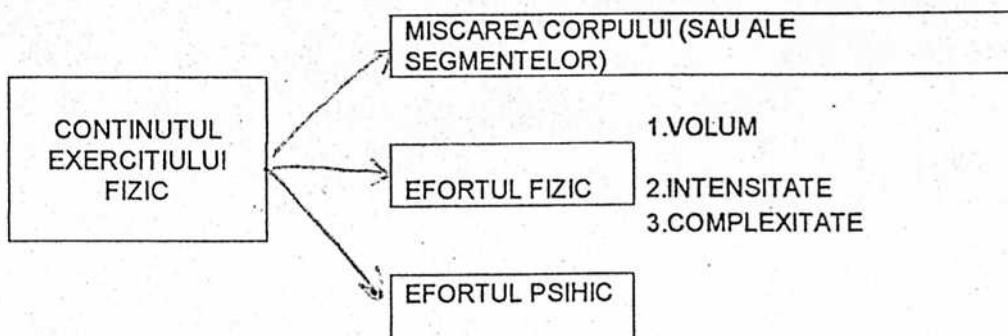 MISCAREA CORPULUI (SAU ALE
SEGMENTELOR)
CONTINUTUL
EXERCITIULUI
FIZIC
1.VOLUM
EFORTUL FIZIC
2.INTENSITATE
3.COMPLEXITATE
EFORTUL PSIHIC